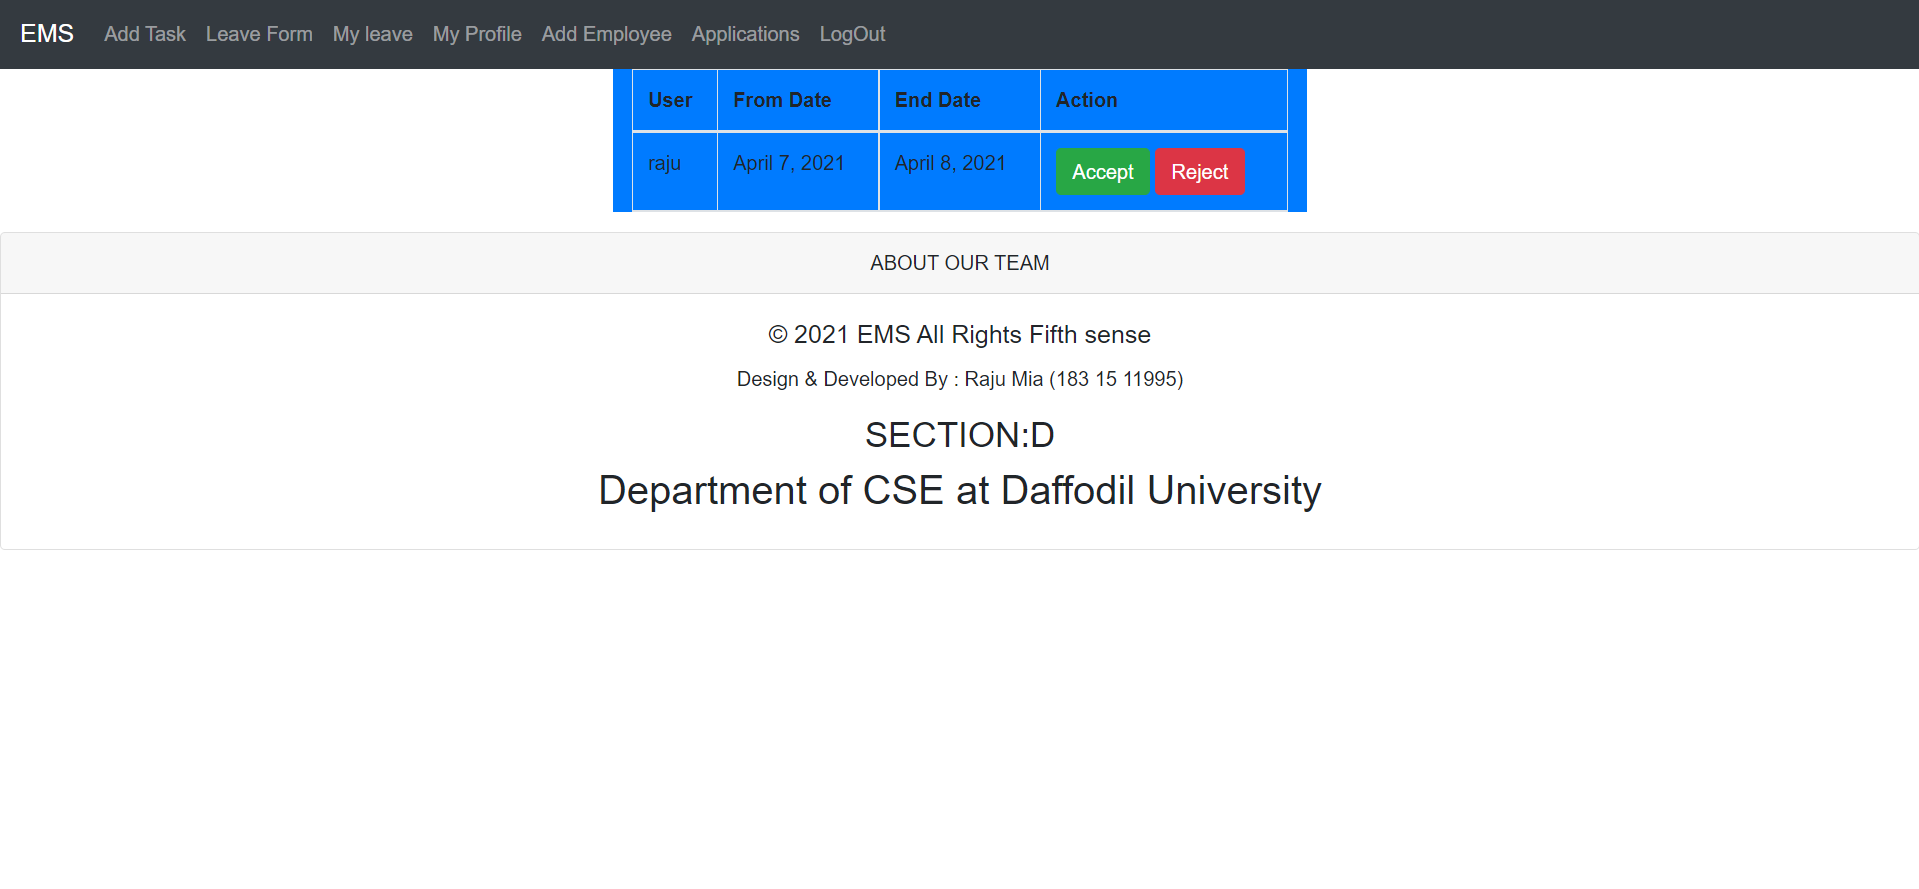 EMS Add Task Leave Form My leave My Profile Add Employee Applications LogOut
User From Date End Date Action
raju April 7, 2021 April 8, 2021 Accept Reject
ABOUT OUR TEAM
© 2021 EMS All Rights Fifth sense
Design & Developed By : Raju Mia (183 15 11995)
SECTION:D
Department of CSE at Daffodil University